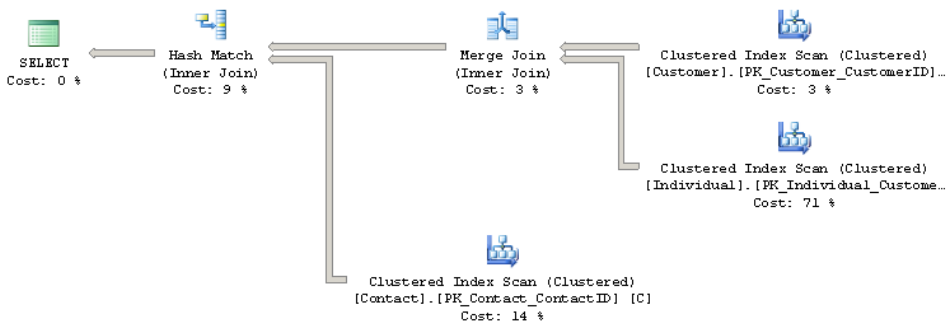 SELECT
Cost: 0 %
Hash Match
(Inner Join)
Cost: 9 %
Merge Join
(Inner Join)
Cost: 3 %
Clustered Index Scan (Clustered)
[Customer].[PK_Customer_CustomerID]…
Cost: 3 %
Clustered Index Scan (Clustered)
[Individual].[PK_Individual_Custome…
Cost: 71 %
Clustered Index Scan (Clustered)
[Contact].[PK_Contact_ContactID] [C]
Cost: 14 %